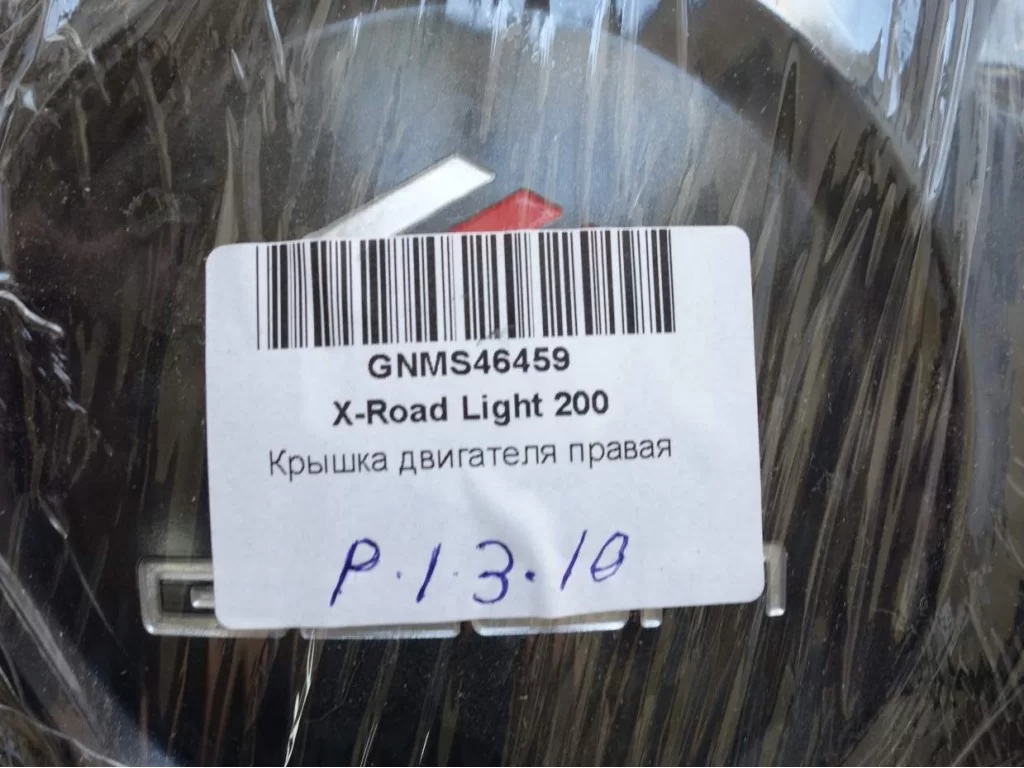 GNMS46459
X-Road Light 200
Крышка двигателя правая
P.1.3.10